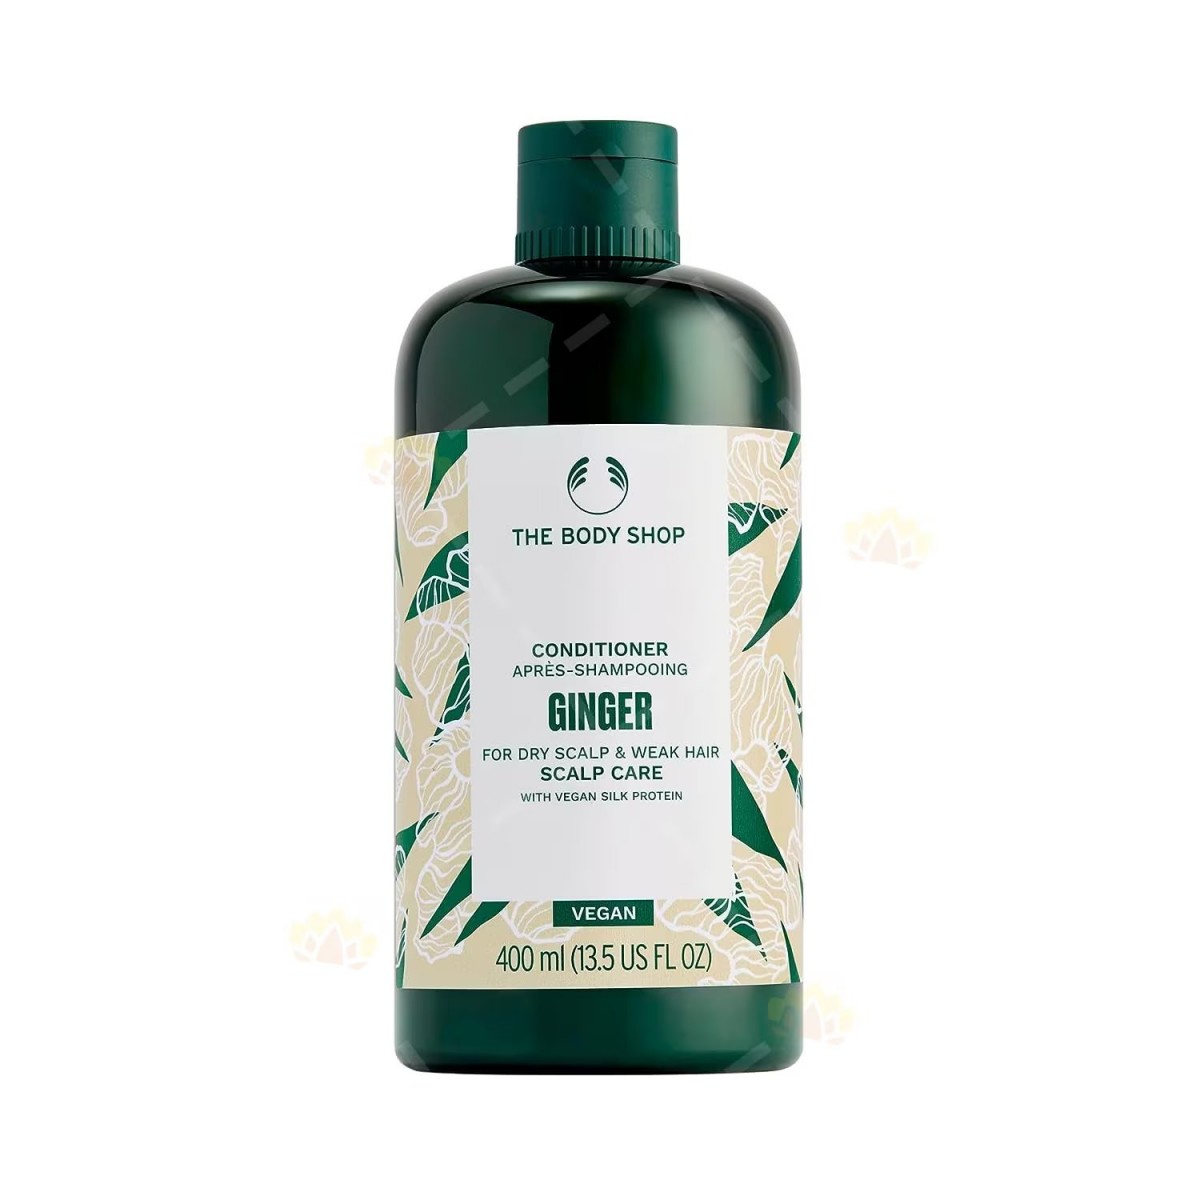 THE BODY SHOP
CONDITIONER
APRÈS-SHAMPOOING
GINGER
FOR DRY SCALP & WEAK HAIR
SCALP CARE
WITH VEGAN SILK PROTEIN
VEGAN
400 ml (13.5 US FL OZ)